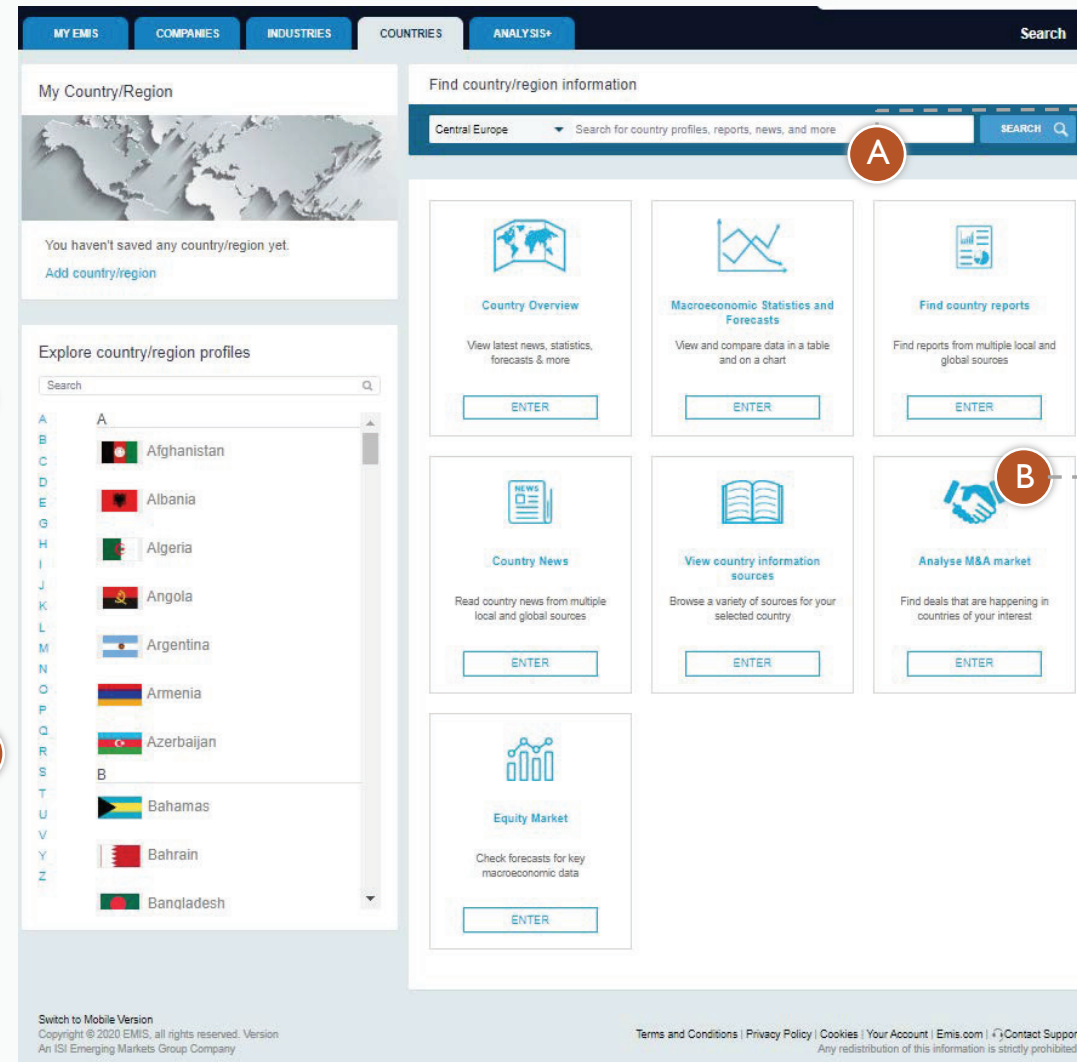 MY EMIS
COMPANIES
INDUSTRIES
COUNTRIES
ANALYSIS+
Search
My Country/Region
You haven't saved any country/region yet.
Add country/region
Explore country/region profiles
Search
A
B
C
D
E
G
H
I
J
K
L
M
N
O
P
Q
R
S
T
U
V
Y
Z
A
Afghanistan
Albania
Algeria
Angola
Argentina
Armenia
Azerbaijan
B
Bahamas
Bahrain
Bangladesh
Find country/region information
Central Europe
Search for country profiles, reports, news, and more
SEARCH
A
Country Overview
View latest news, statistics,
forecasts & more
ENTER
Macroeconomic Statistics and
Forecasts
View and compare data in a table
and on a chart
ENTER
Find country reports
Find reports from multiple local and
global sources
ENTER
B
NEWS
Country News
Read country news from multiple
local and global sources
ENTER
View country information
sources
Browse a variety of sources for your
selected country
ENTER
Analyse M&A market
Find deals that are happening in
countries of your interest
ENTER
Equity Market
Check forecasts for key
macroeconomic data
ENTER
Switch to Mobile Version
Copyright © 2020 EMIS, all rights reserved. Version
An ISI Emerging Markets Group Company
Terms and Conditions | Privacy Policy | Cookies | Your Account | Emis.com | Contact Suppor
Any redistribution of this information is strictly prohibited